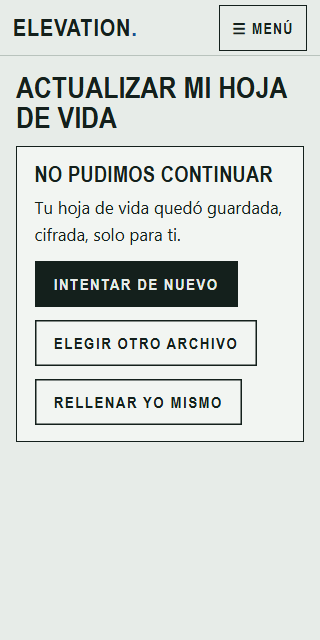 ELEVATION.
☰ MENÚ
ACTUALIZAR MI HOJA
DE VIDA
NO PUDIMOS CONTINUAR
Tu hoja de vida quedó guardada,
cifrada, solo para ti.
INTENTAR DE NUEVO
ELEGIR OTRO ARCHIVO
RELLENAR YO MISMO